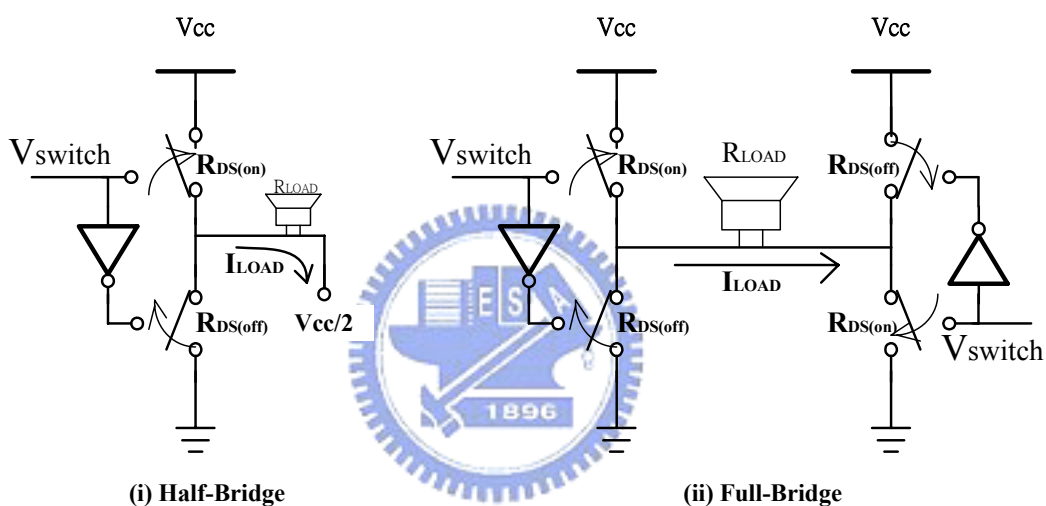 Vcc
Vswitch
RDS(on)
RLOAD
ILOAD
RDS(off)
Vcc/2
(i) Half-Bridge
Vcc
Vcc
Vswitch
RDS(on)
RLOAD
RDS(off)
ILOAD
RDS(off)
RDS(on)
Vswitch
ES A
1896
(ii) Full-Bridge